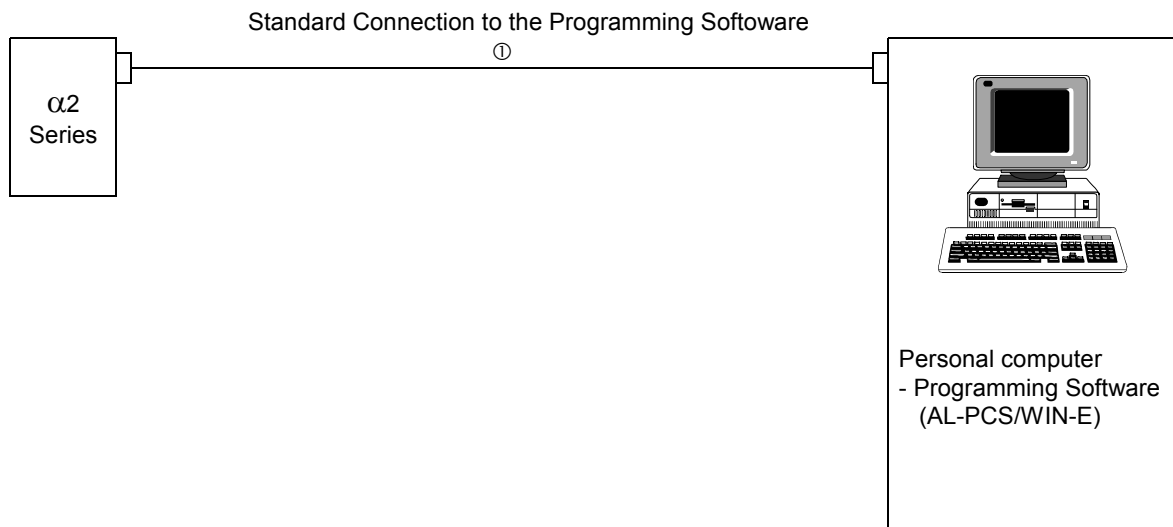 Standard Connection to the Programming Softoware
①
α2
Series
Personal computer
- Programming Software
(AL-PCS/WIN-E)